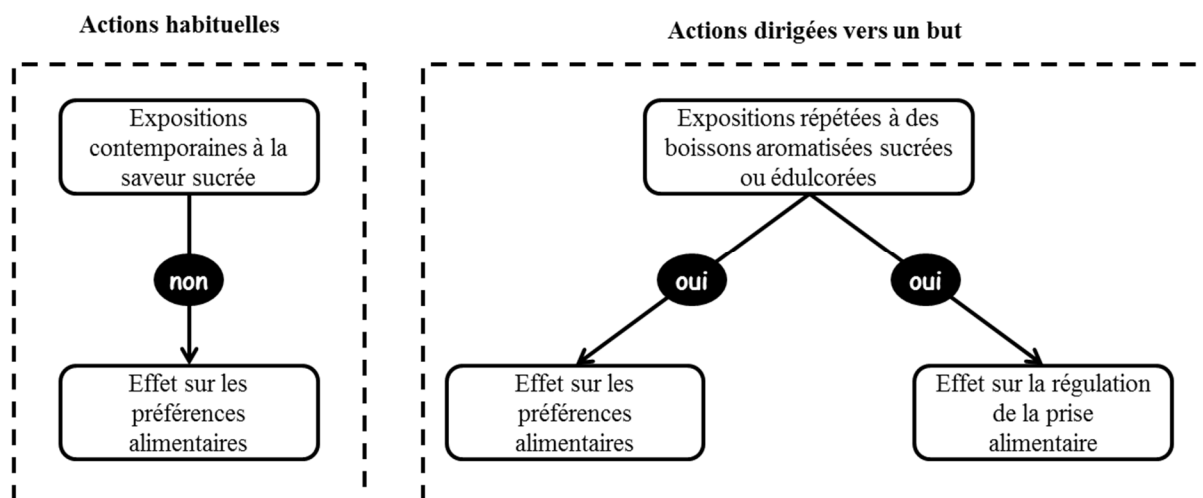 Actions habituelles
Expositions
contemporaines à la
saveur sucrée
non
Effet sur les
préférences
alimentaires
Actions dirigées vers un but
Expositions répétées à des
boissons aromatisées sucrées
ou édulcorées
oui
oui
Effet sur les
préférences
alimentaires
Effet sur la régulation
de la prise
alimentaire